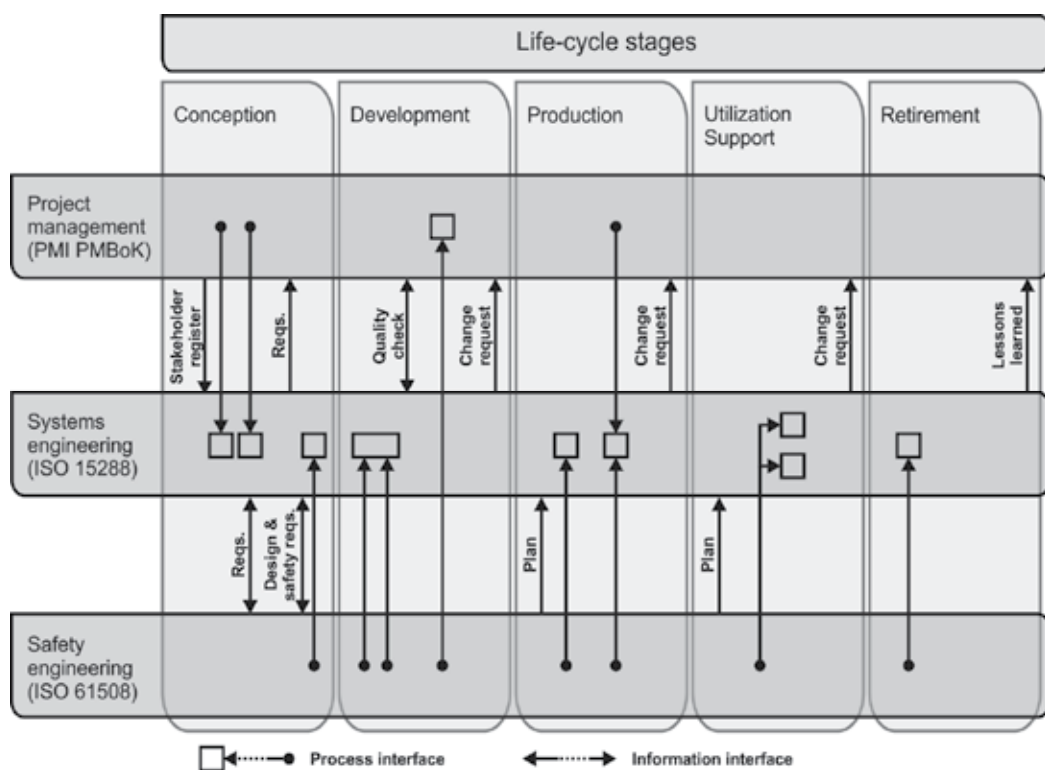 Life-cycle stages
Conception
Development
Production
Utilization
Support
Retirement
Project
management
(PMI PMBoK)
Stakeholder
register
Reqs.
Quality
check
Change
request
Change
request
Change
request
Lessons
learned
Systems
engineering
(ISO 15288)
Reqs.
Design &
safety reqs.
Plan
Plan
Safety
engineering
(ISO 61508)
Process interface
Information interface